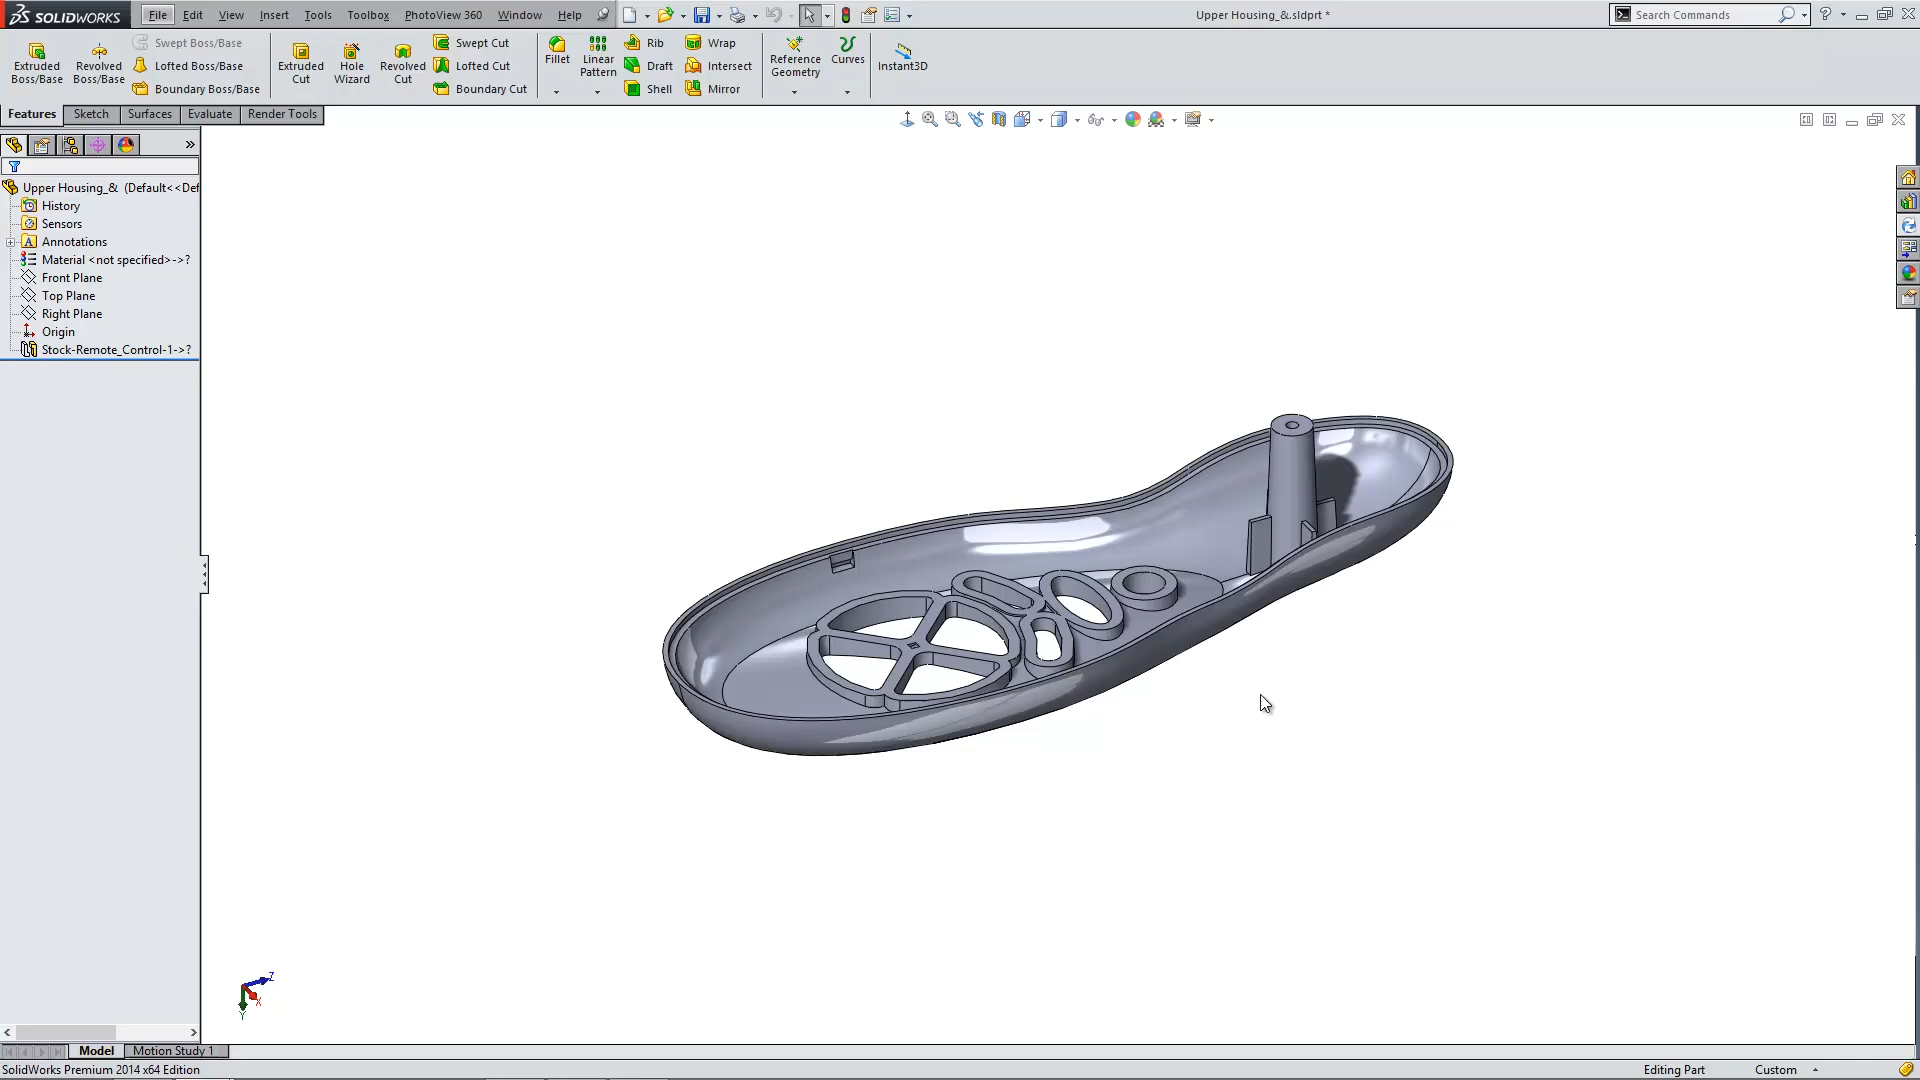 SOLIDWORKS File Edit View Insert Tools Toolbox PhotoView 360 Window Help Upper Housing_&.sldprt * Search Commands ?
Extruded Boss/Base
Revolved Boss/Base
Swept Boss/Base
Lofted Boss/Base
Boundary Boss/Base
Extruded Cut
Hole Wizard
Revolved Cut
Swept Cut
Lofted Cut
Boundary Cut
Fillet
Linear Pattern
Rib
Draft
Shell
Wrap
Intersect
Mirror
Reference Geometry
Curves
Instant3D
Features Sketch Surfaces Evaluate Render Tools
»
Upper Housing_& (Default<<Def
History
Sensors
A Annotations
Material <not specified>->?
Front Plane
Top Plane
Right Plane
Origin
Stock-Remote_Control-1->?
Z
X
Y
Model Motion Study 1
SolidWorks Premium 2014 x64 Edition Editing Part Custom